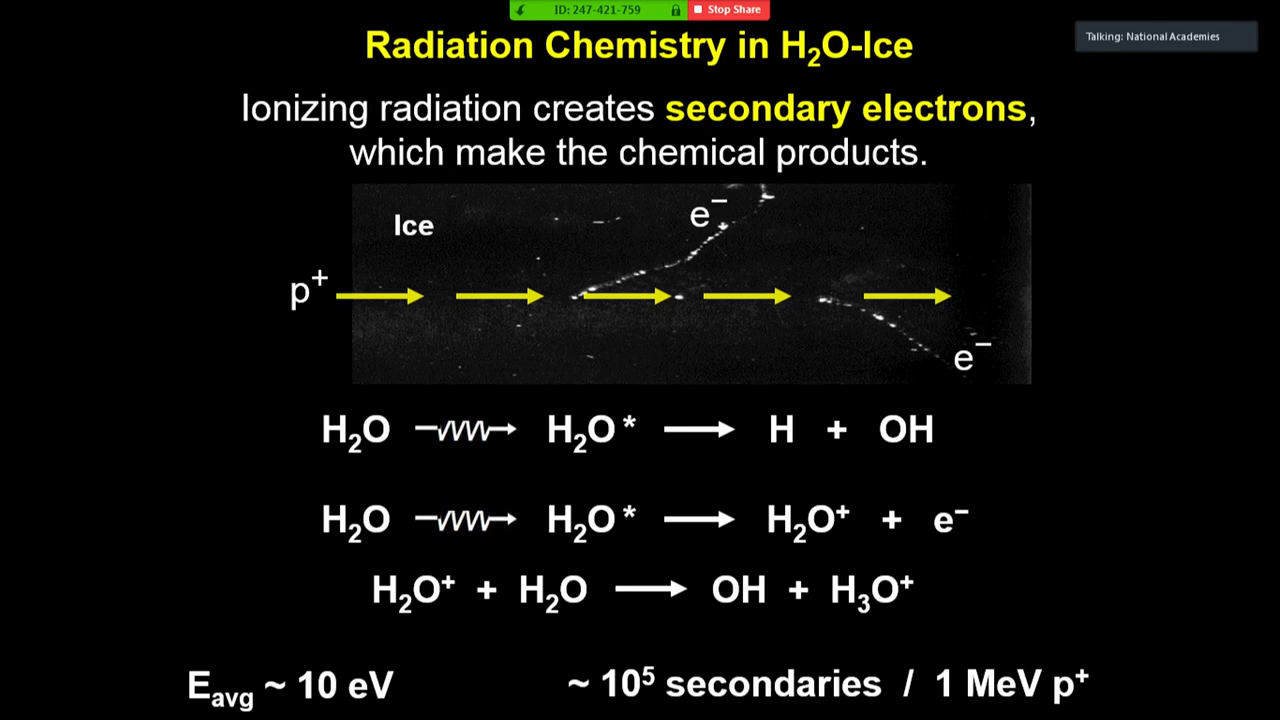 ID: 247-421-759 Stop Share
Talking: National Academies
Radiation Chemistry in H₂O-Ice
Ionizing radiation creates secondary electrons,
which make the chemical products.
Ice
e⁻
p⁺
e⁻
H₂O → H₂O* → H + OH
H₂O → H₂O* → H₂O⁺ + e⁻
H₂O⁺ + H₂O → OH + H₃O⁺
Eavg ~ 10 eV ~ 10⁵ secondaries / 1 MeV p⁺